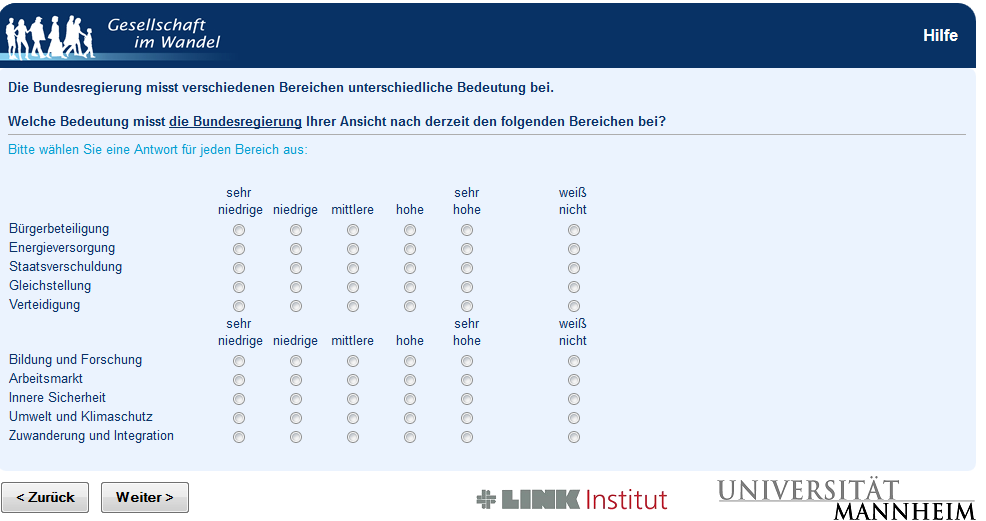 Gesellschaft
im Wandel
Hilfe
Die Bundesregierung misst verschiedenen Bereichen unterschiedliche Bedeutung bei.
Welche Bedeutung misst die Bundesregierung Ihrer Ansicht nach derzeit den folgenden Bereichen bei?
Bitte wählen Sie eine Antwort für jeden Bereich aus:
sehr sehr weiß
niedrige niedrige mittlere hohe hohe nicht
Bürgerbeteiligung
Energieversorgung
Staatsverschuldung
Gleichstellung
Verteidigung
sehr sehr weiß
niedrige niedrige mittlere hohe hohe nicht
Bildung und Forschung
Arbeitsmarkt
Innere Sicherheit
Umwelt und Klimaschutz
Zuwanderung und Integration
< Zurück Weiter >
LINK Institut
UNIVERSITÄT
MANNHEIM